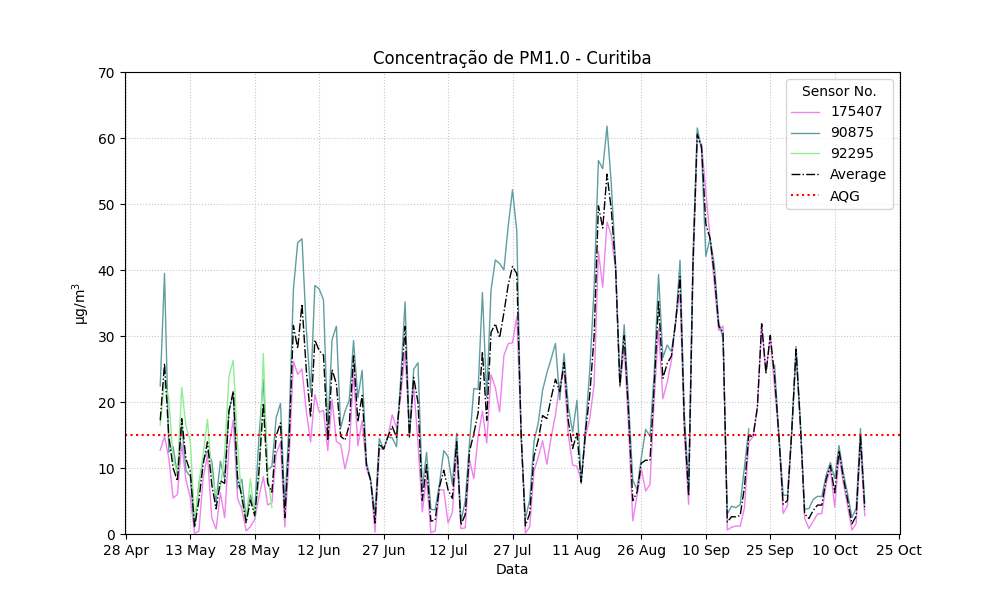 Concentração de PM1.0 - Curitiba
70
60
50
40
30
20
10
0
µg/m³
Sensor No.
175407
90875
92295
Average
AQG
28 Apr 13 May 28 May 12 Jun 27 Jun 12 Jul 27 Jul 11 Aug 26 Aug 10 Sep 25 Sep 10 Oct 25 Oct
Data